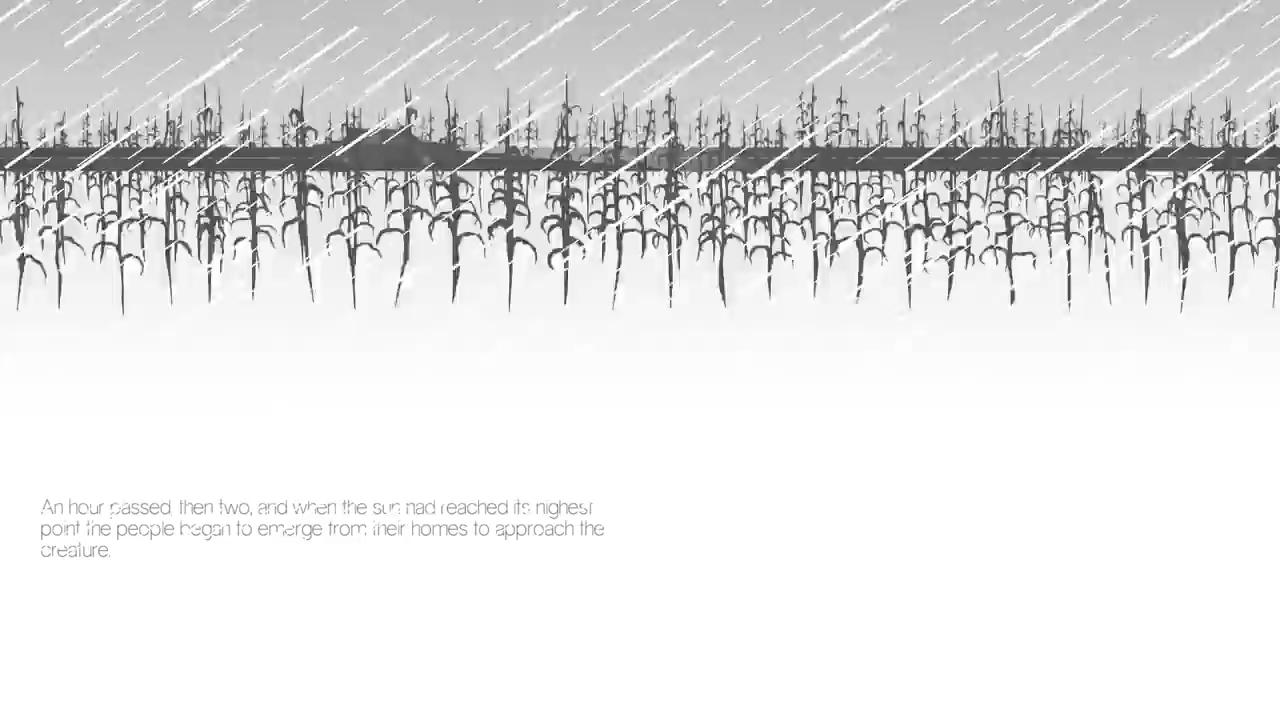 An hour passed, then two, and when the sun had reached its highest
point the people began to emerge from their homes to approach the
creature.